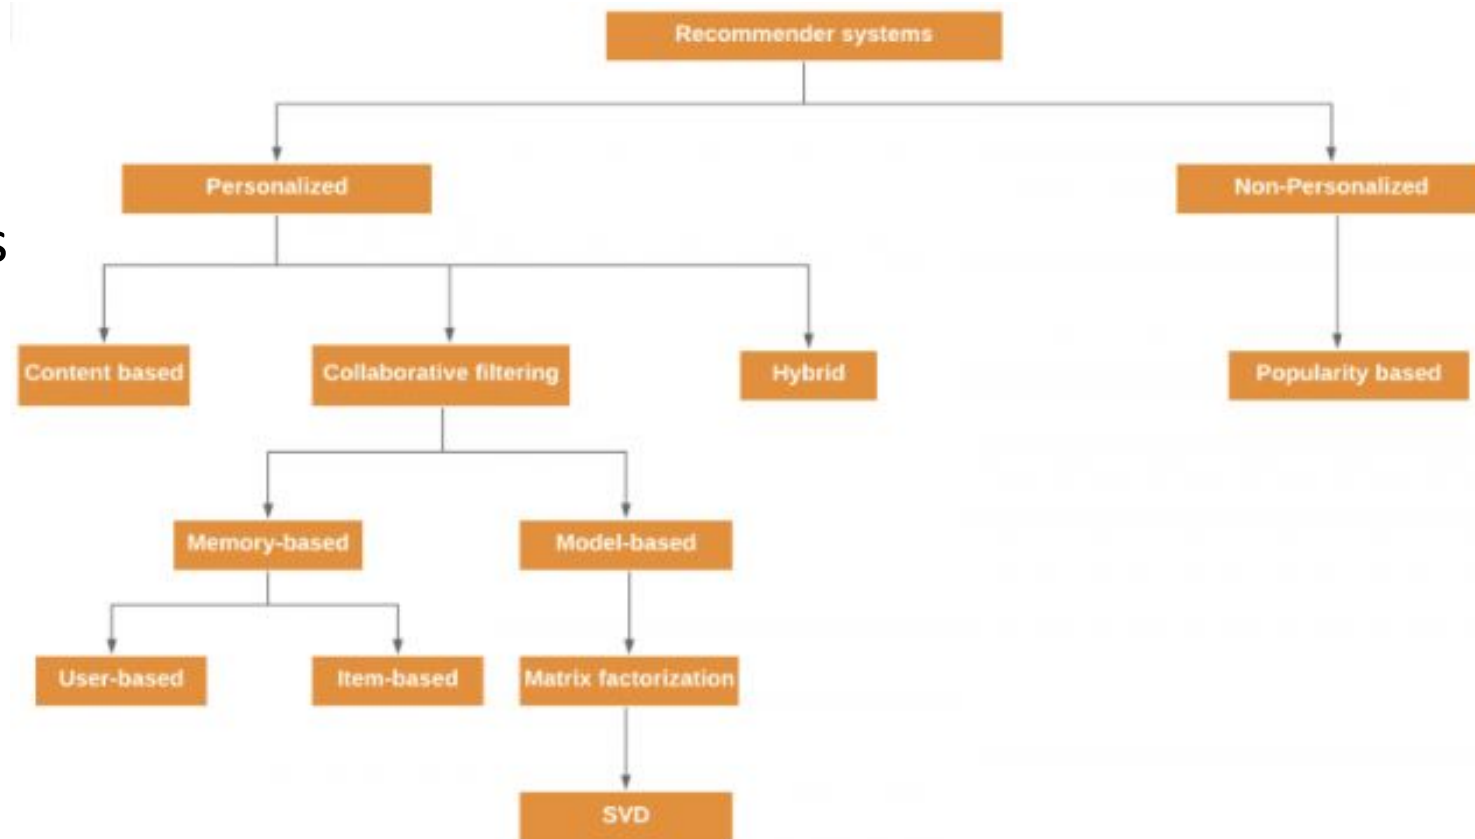 Recommender systems
Personalized
Non-Personalized
s
Content based
Collaborative filtering
Hybrid
Popularity based
Memory-based
Model-based
User-based
Item-based
Matrix factorization
SVD